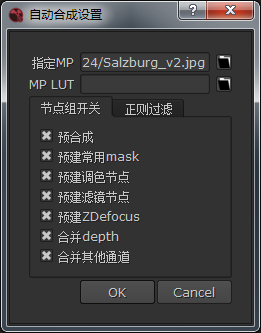 自动合成设置
指定MP 24/Salzburg_v2.jpg
MP LUT
节点组开关 正则过滤
预合成
预建常用mask
预建调色节点
预建滤镜节点
预建ZDefocus
合并depth
合并其他通道
OK Cancel